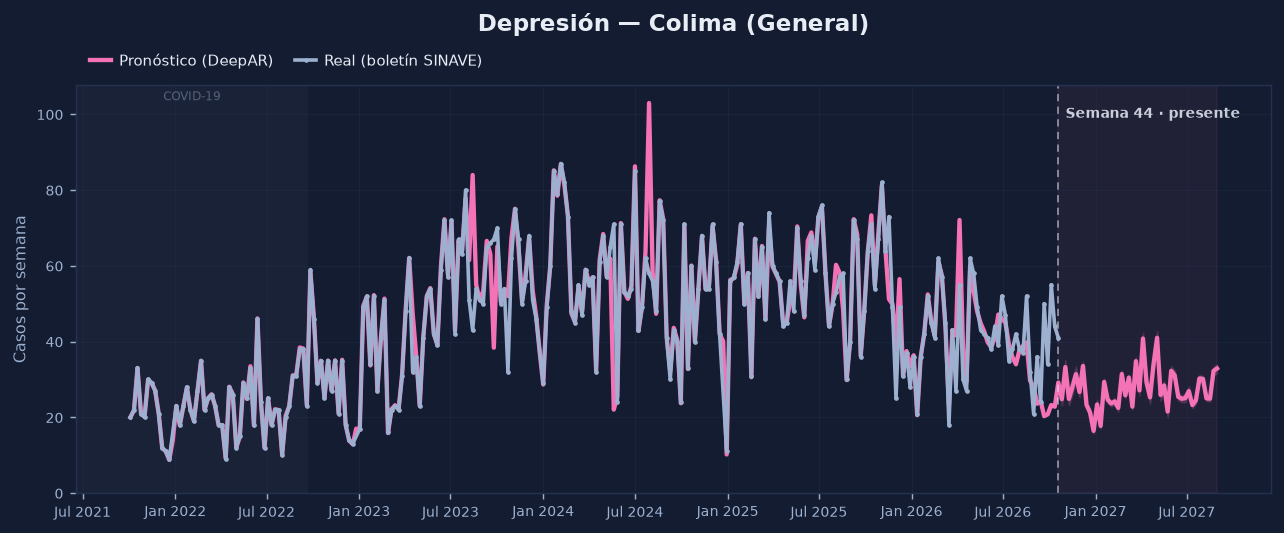 Depresión — Colima (General)
Pronóstico (DeepAR)
Real (boletín SINAVE)
COVID-19
Semana 44 · presente
Casos por semana
100
80
60
40
20
0
Jul 2021
Jan 2022
Jul 2022
Jan 2023
Jul 2023
Jan 2024
Jul 2024
Jan 2025
Jul 2025
Jan 2026
Jul 2026
Jan 2027
Jul 2027